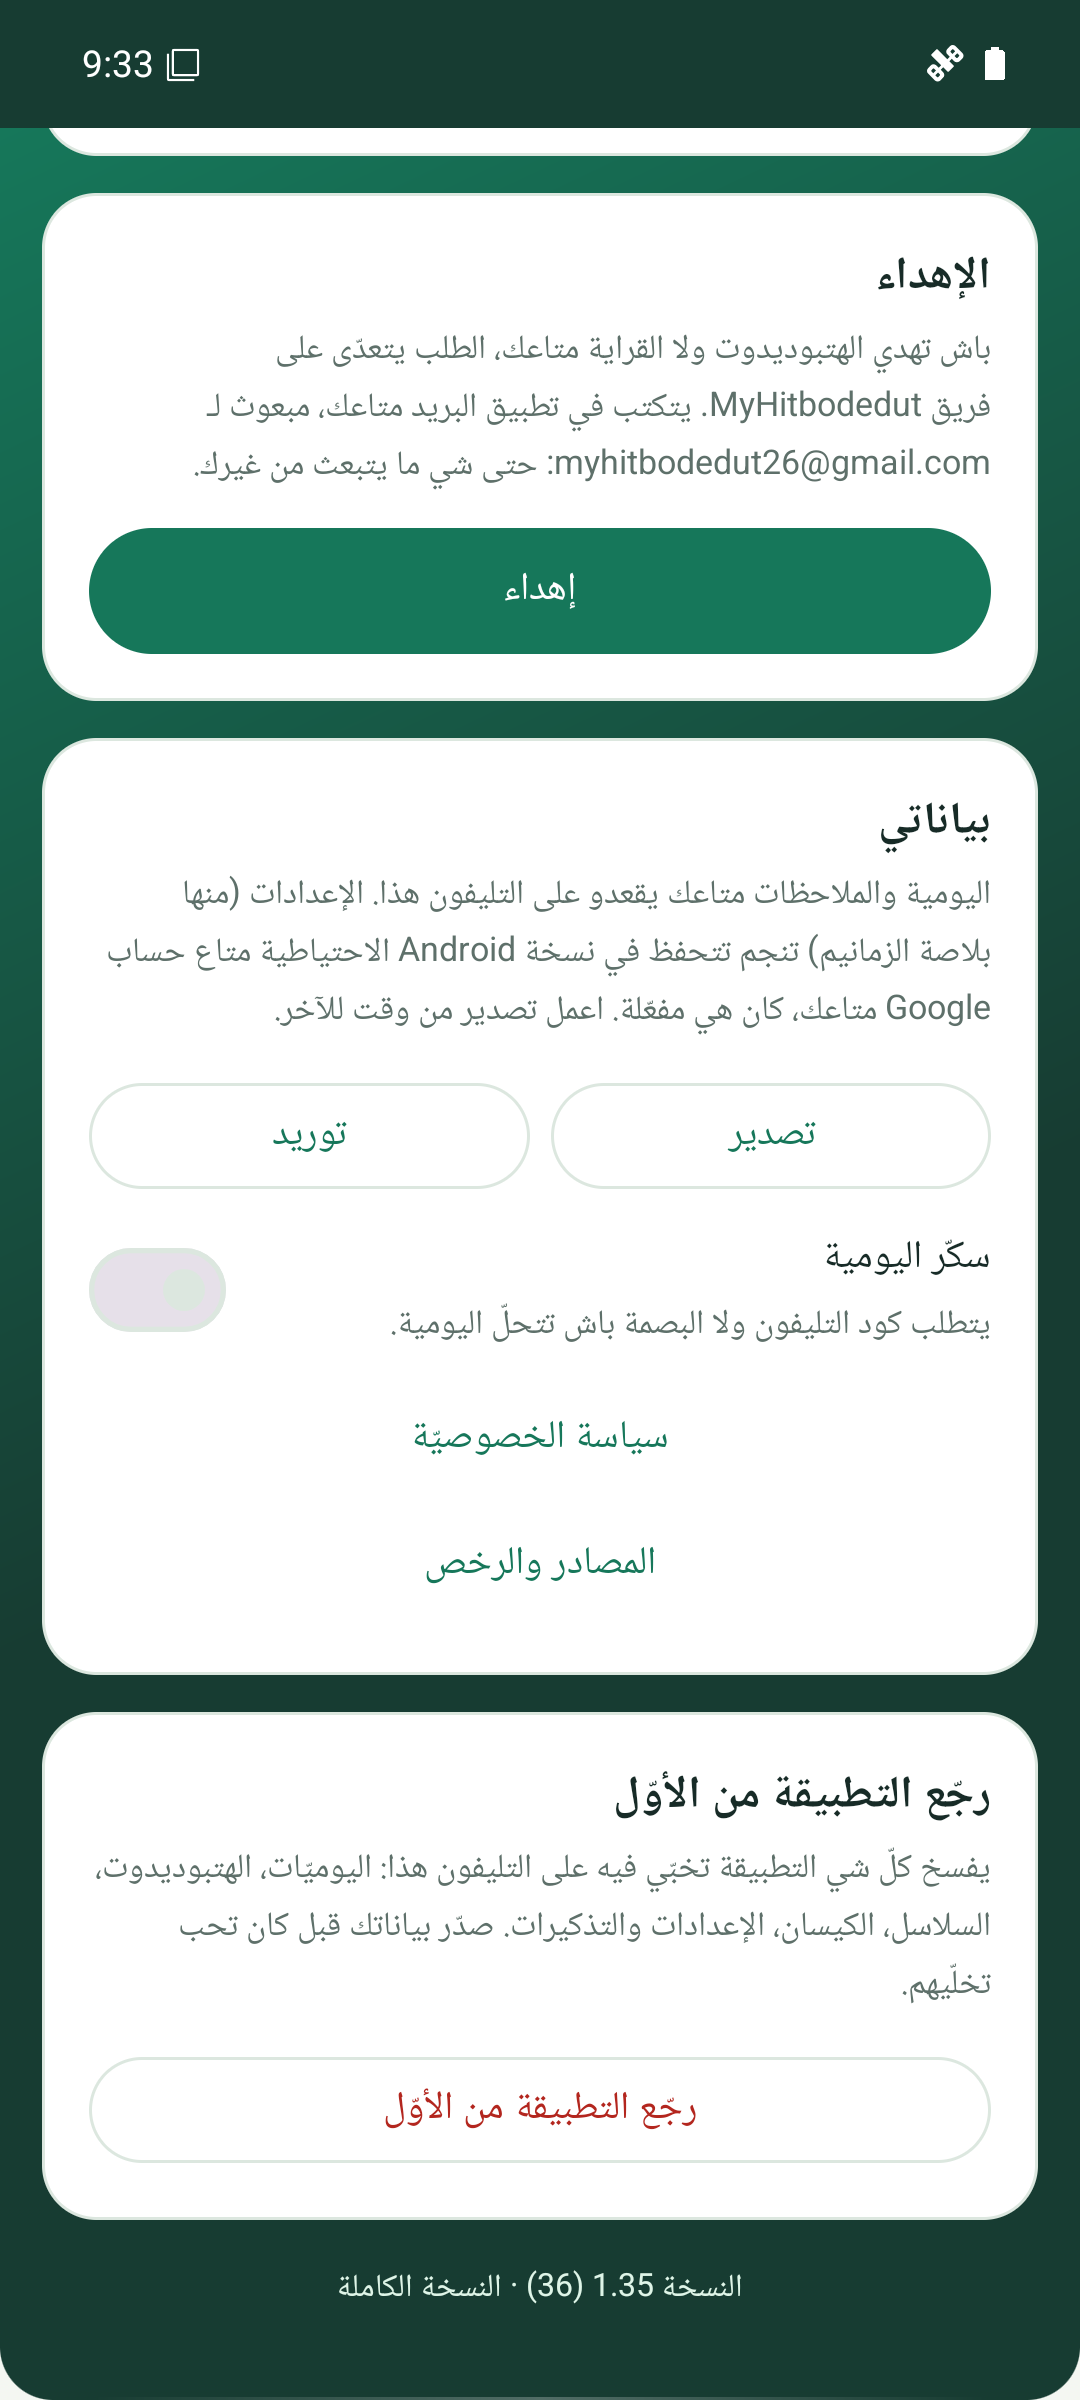 9:33
الإهداء
باش تهدي الهتبوديدوت ولا القراية متاعك، الطلب يتعدّى على
فريق MyHitbodedut. يتكتب في تطبيق البريد متاعك، مبعوث لـ
myhitbodedut26@gmail.com: حتى شي ما يتبعث من غيرك.
إهداء
بياناتي
اليومية والملاحظات متاعك يقعدو على التليفون هذا. الإعدادات (منها
بلاصة الزمانيم) تنجم تتحفظ في نسخة Android الاحتياطية متاع حساب
Google متاعك، كان هي مفعّلة. اعمل تصدير من وقت للآخر.
تصدير
توريد
سكّر اليومية
يتطلب كود التليفون ولا البصمة باش تتحلّ اليومية.
سياسة الخصوصيّة
المصادر والرخص
رجّع التطبيقة من الأوّل
يفسخ كلّ شي التطبيقة تخبّي فيه على التليفون هذا: اليوميّات، الهتبوديدوت،
السلاسل، الكيسان، الإعدادات والتذكيرات. صدّر بياناتك قبل كان تحب
تخلّيهم.
رجّع التطبيقة من الأوّل
النسخة 1.35 (36) · النسخة الكاملة